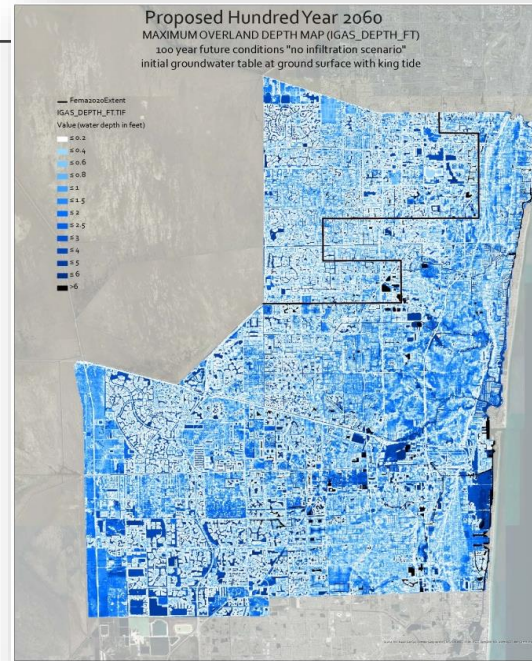 Proposed Hundred Year 2060
MAXIMUM OVERLAND DEPTH MAP (IGAS_DEPTH_FT)
100 year future conditions "no infiltration scenario"
initial groundwater table at ground surface with king tide
Fema2020Extent
IGAS_DEPTH_FT.TIF
Value (water depth in feet)
≤ 0.2
≤ 0.4
≤ 0.6
≤ 0.8
≤ 1
≤ 1.5
≤ 2
≤ 2.5
≤ 3
≤ 4
≤ 5
≤ 6
>6